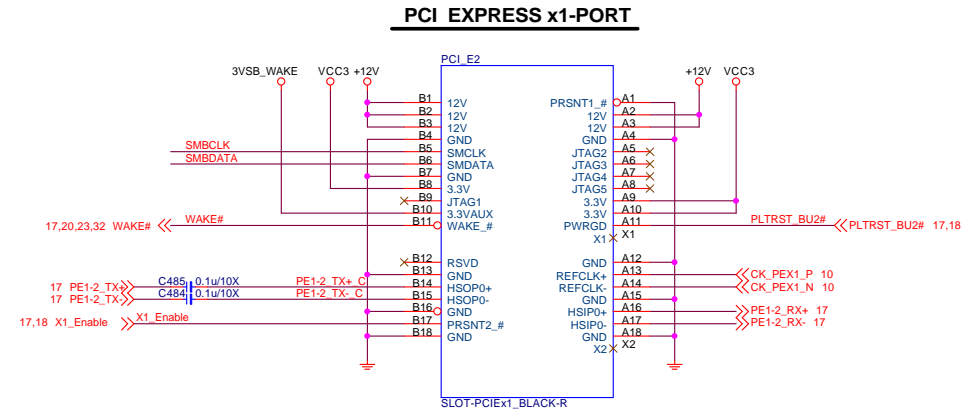 PCI EXPRESS x1-PORT
PCI_E2
3VSB_WAKE VCC3 +12V
+12V VCC3
B1 12V PRSNT1_# A1
B2 12V 12V A2
B3 12V 12V A3
B4 GND GND A4
SMBCLK B5 SMCLK JTAG2 A5
SMBDATA B6 SMDATA JTAG3 A6
B7 GND JTAG4 A7
B8 3.3V JTAG5 A8
B9 JTAG1 3.3V A9
B10 3.3VAUX 3.3V A10
17,20,23,32 WAKE# WAKE# B11 WAKE_# PWRGD A11 PLTRST_BU2# PLTRST_BU2# 17,18
X1 X1
B12 RSVD GND A12
B13 GND REFCLK+ A13 CK_PEX1_P 10
17 PE1-2_TX+ C485 0.1u/10X PE1-2_TX+_C B14 HSOP0+ REFCLK- A14 CK_PEX1_N 10
17 PE1-2_TX- C484 0.1u/10X PE1-2_TX-_C B15 HSOP0- GND A15
B16 GND HSIP0+ A16 PE1-2_RX+ 17
17,18 X1_Enable X1_Enable B17 PRSNT2_# HSIP0- A17 PE1-2_RX- 17
B18 GND GND A18
X2 X2
SLOT-PCIEx1_BLACK-R